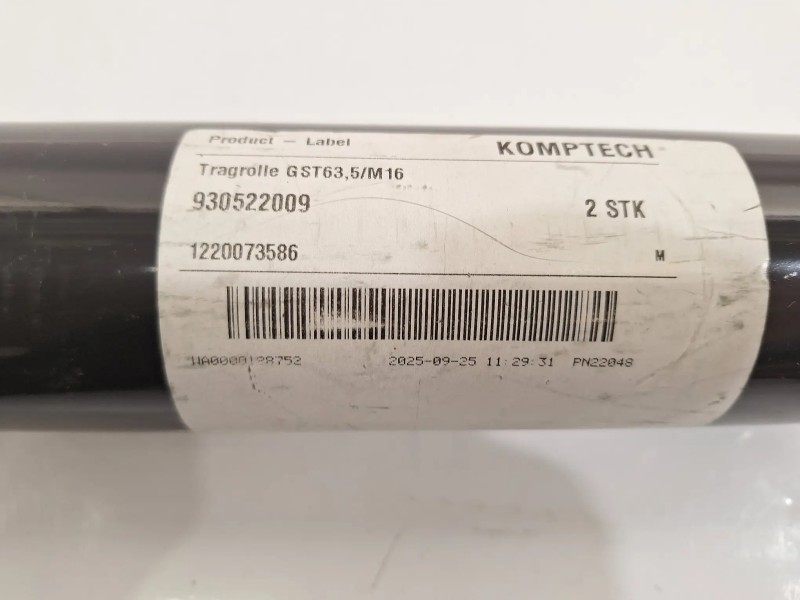 Product - Label KOMPTECH
Tragrolle GST63,5/M16
930522009 2 STK
1220073586 M
2025-09-25 11:29:31 PN22048